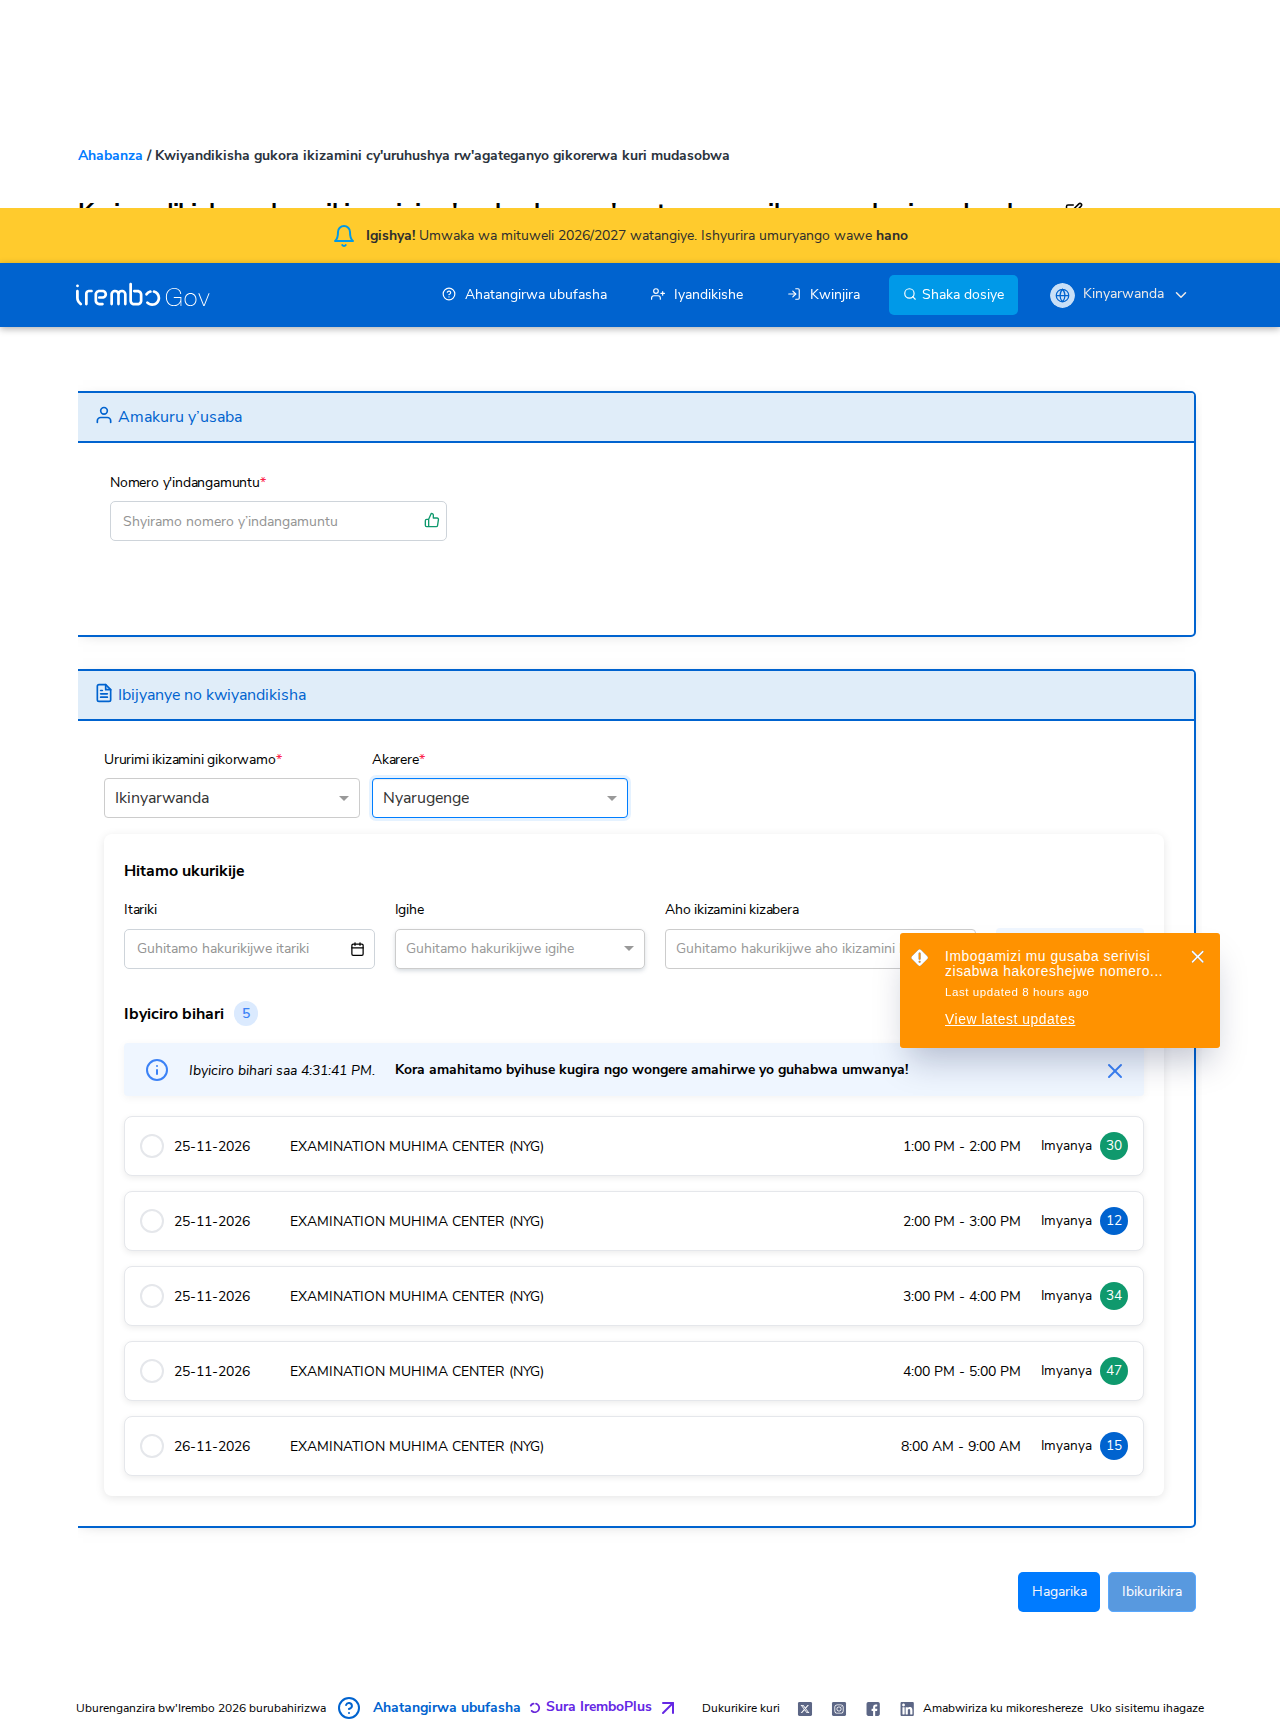 Ahabanza / Kwiyandikisha gukora ikizamini cy'uruhushya rw'agateganyo gikorerwa kuri mudasobwa
Igishya! Umwaka wa mituweli 2026/2027 watangiye. Ishyurira umuryango wawe hano
irembo Gov
Ahatangirwa ubufasha
Iyandikishe
Kwinjira
Shaka dosiye
Kinyarwanda
Amakuru y’usaba
Nomero y'indangamuntu*
Shyiramo nomero y’indangamuntu
Ibijyanye no kwiyandikisha
Ururimi ikizamini gikorwamo* Akarere*
Ikinyarwanda Nyarugenge
Hitamo ukurikije
Itariki Igihe Aho ikizamini kizabera
Guhitamo hakurikijwe itariki Guhitamo hakurikijwe igihe Guhitamo hakurikijwe aho ikizamini
Imbogamizi mu gusaba serivisi
zisabwa hakoreshejwe nomero...
Last updated 8 hours ago
View latest updates
Ibyiciro bihari 5
Ibyiciro bihari saa 4:31:41 PM. Kora amahitamo byihuse kugira ngo wongere amahirwe yo guhabwa umwanya!
25-11-2026 EXAMINATION MUHIMA CENTER (NYG) 1:00 PM - 2:00 PM Imyanya 30
25-11-2026 EXAMINATION MUHIMA CENTER (NYG) 2:00 PM - 3:00 PM Imyanya 12
25-11-2026 EXAMINATION MUHIMA CENTER (NYG) 3:00 PM - 4:00 PM Imyanya 34
25-11-2026 EXAMINATION MUHIMA CENTER (NYG) 4:00 PM - 5:00 PM Imyanya 47
26-11-2026 EXAMINATION MUHIMA CENTER (NYG) 8:00 AM - 9:00 AM Imyanya 15
Hagarika Ibikurikira
Uburenganzira bw'Irembo 2026 burubahirizwa Ahatangirwa ubufasha Sura IremboPlus Dukurikire kuri Amabwiriza ku mikoreshereze Uko sisitemu ihagaze